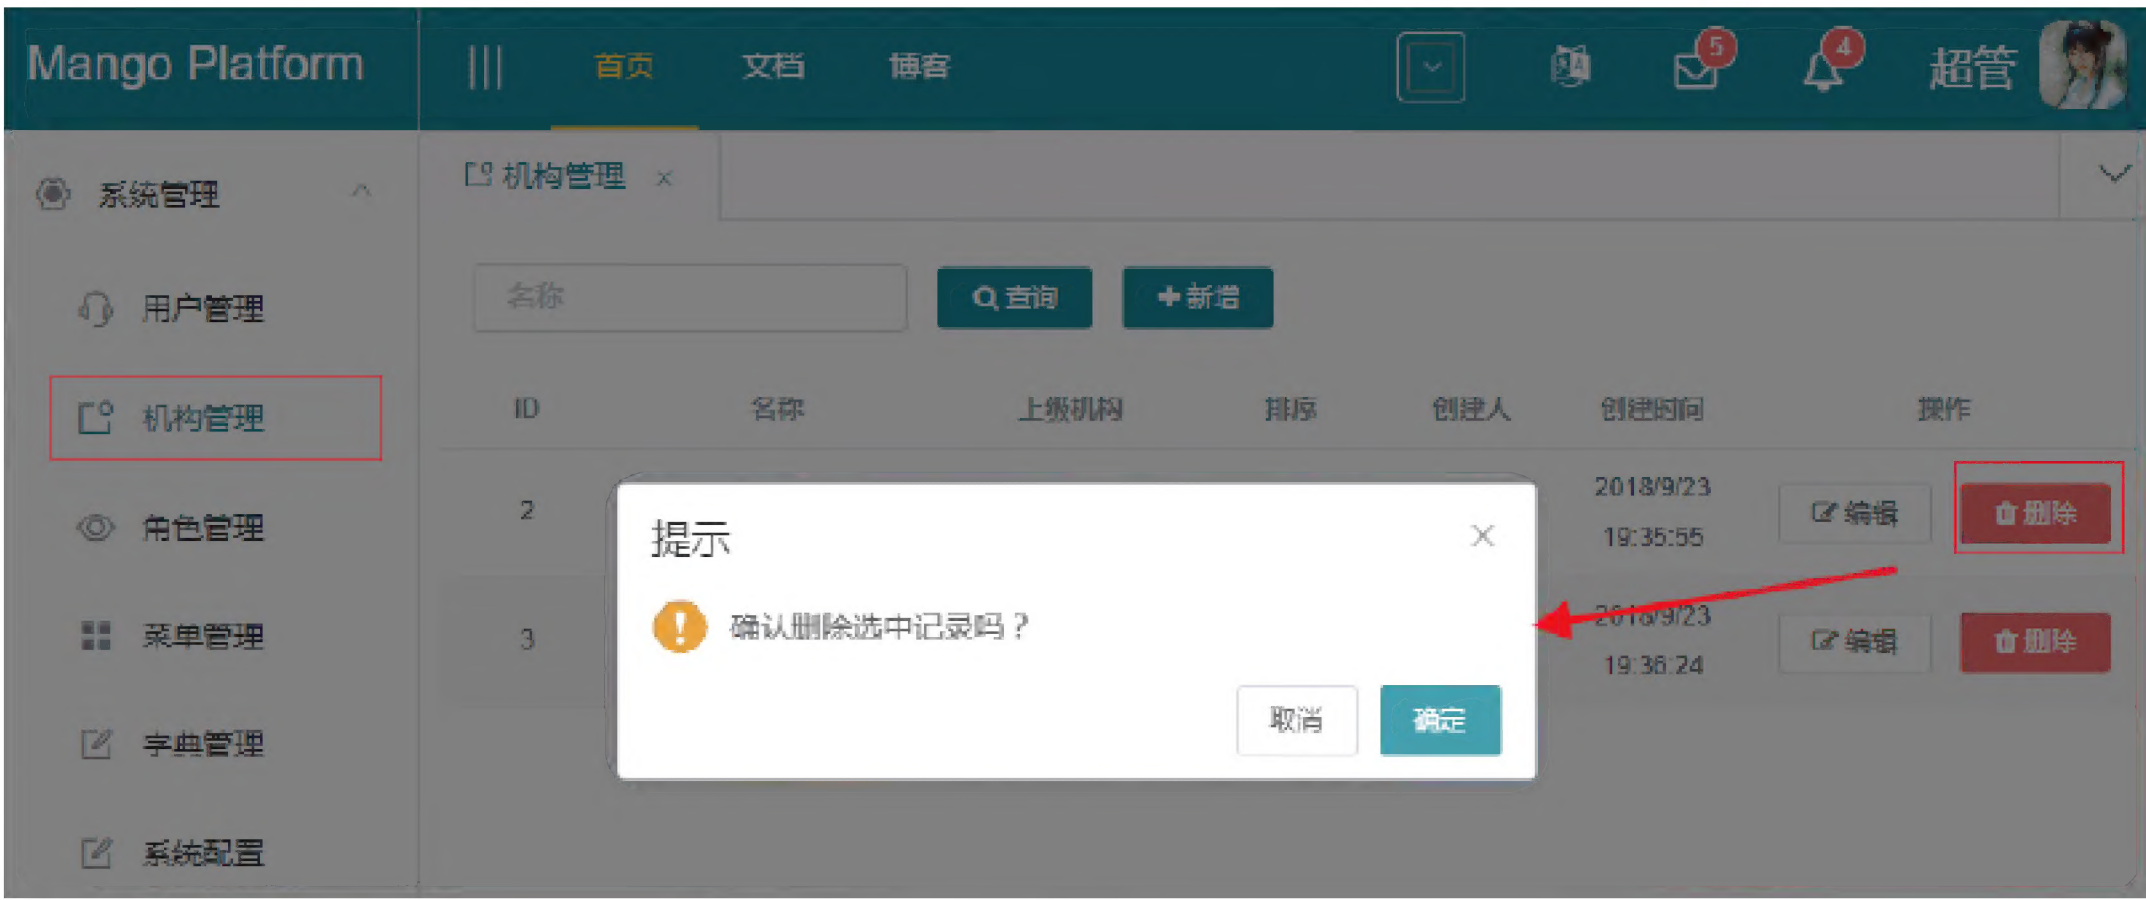 Mango Platform
首页 文档 博客
5
4
超管
系统管理
机构管理
用户管理
名称
查询
新增
机构管理
ID 名称 上级机构 排序 创建人 创建时间 操作
角色管理
2
2018/9/23
19:35:55
编辑
删除
提示
确认删除选中记录吗？
取消
确定
菜单管理
3
2018/9/23
19:36:24
编辑
删除
字典管理
系统配置